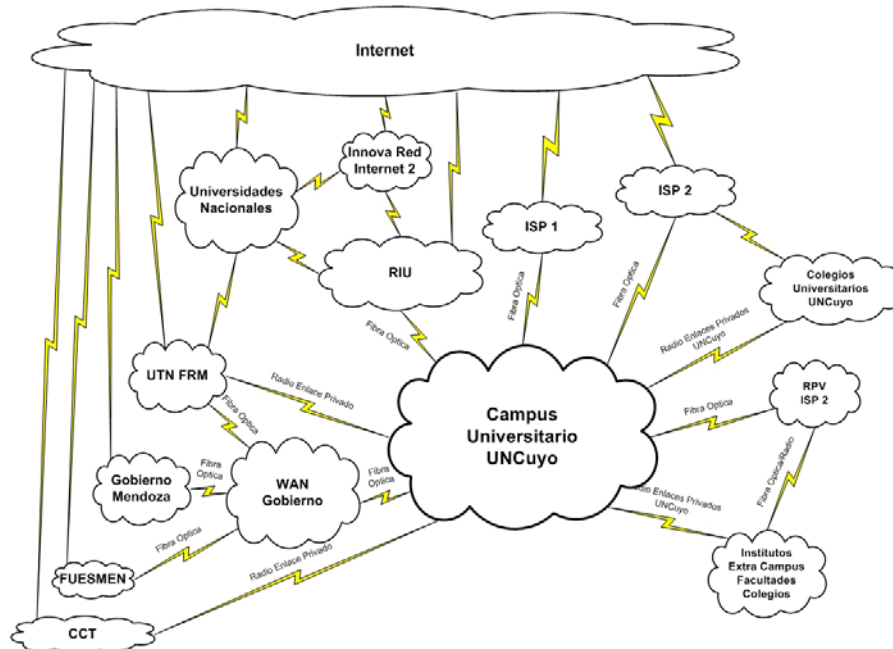 Internet
Innova Red
Internet 2
Universidades
Nacionales
ISP 1
ISP 2
RIU
Colegios
Universitarios
UNCuyo
Fibra Optica
Fibra Optica
Fibra Optica
Radio Enlaces Privados
UNCuyo
UTN FRM
Radio Enlace Privado
Fibra Optica
RPV
ISP 2
Fibra Optica
Campus
Universitario
UNCuyo
Gobierno
Mendoza
Fibra
Optica
WAN
Gobierno
Fibra
Optica
Fibra Optica/Radio
adio Enlaces Privados
UNCuyo
Fibra Optica
Radio Enlace Privado
Institutos
Extra Campus
Facultades
Colegios
FUESMEN
CCT